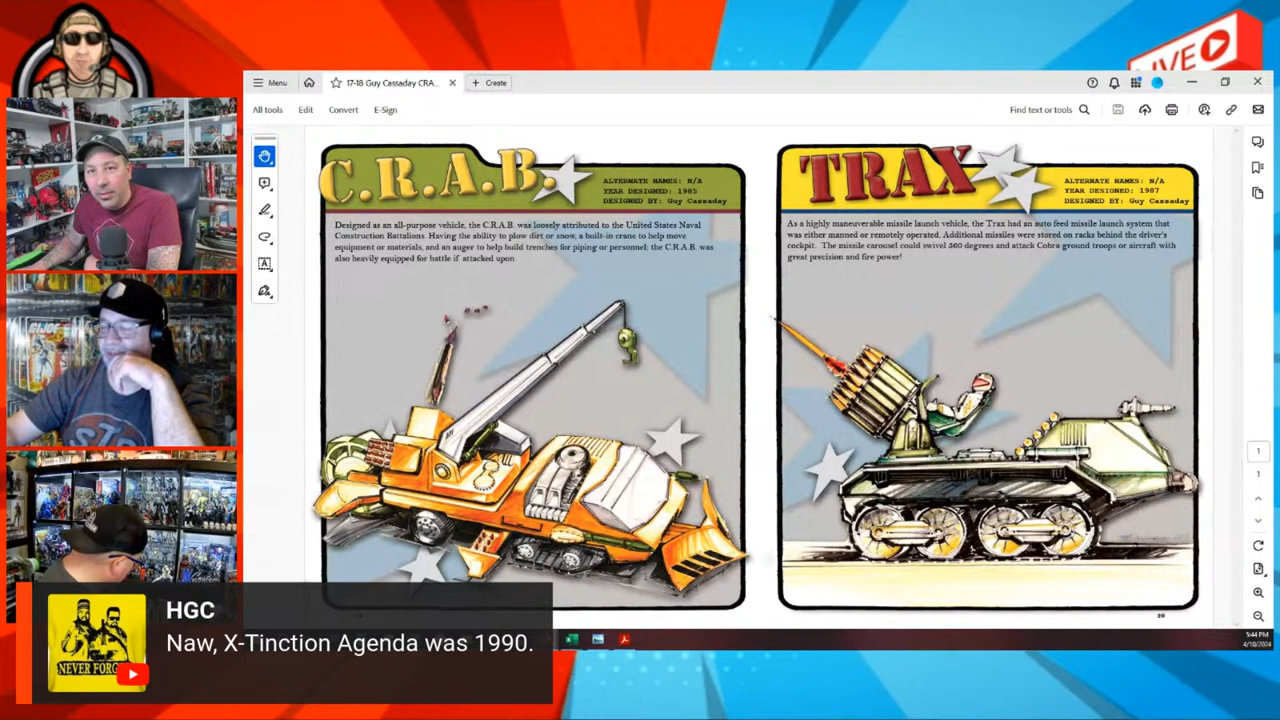 LIVE
Menu
17-18 Guy Cassaday CRA...
Create
All tools
Edit
Convert
E-Sign
Find text or tools
C.R.A.B.
ALTERNATE NAMES: N/A
YEAR DESIGNED: 1985
DESIGNED BY: Guy Cassaday
Designed as an all-purpose vehicle, the C.R.A.B. was loosely attributed to the United States Naval
Construction Battalions. Having the ability to plow dirt or snow, a built-in crane to help move
equipment or materials, and an auger to help build trenches for piping or personnel; the C.R.A.B. was
also heavily equipped for battle if attacked upon.
TRAX
ALTERNATE NAMES: N/A
YEAR DESIGNED: 1987
DESIGNED BY: Guy Cassaday
As a highly maneuverable missile launch vehicle, the Trax had an auto feed missile launch system that
was either manned or remotely operated. Additional missiles were stored on racks behind the driver's
cockpit. The missile carousel could swivel 360 degrees and attack Cobra ground troops or aircraft with
great precision and fire power!
GIJOE
1
1
HGC
Naw, X-Tinction Agenda was 1990.
NEVER FORG
5:44 PM
4/10/2024